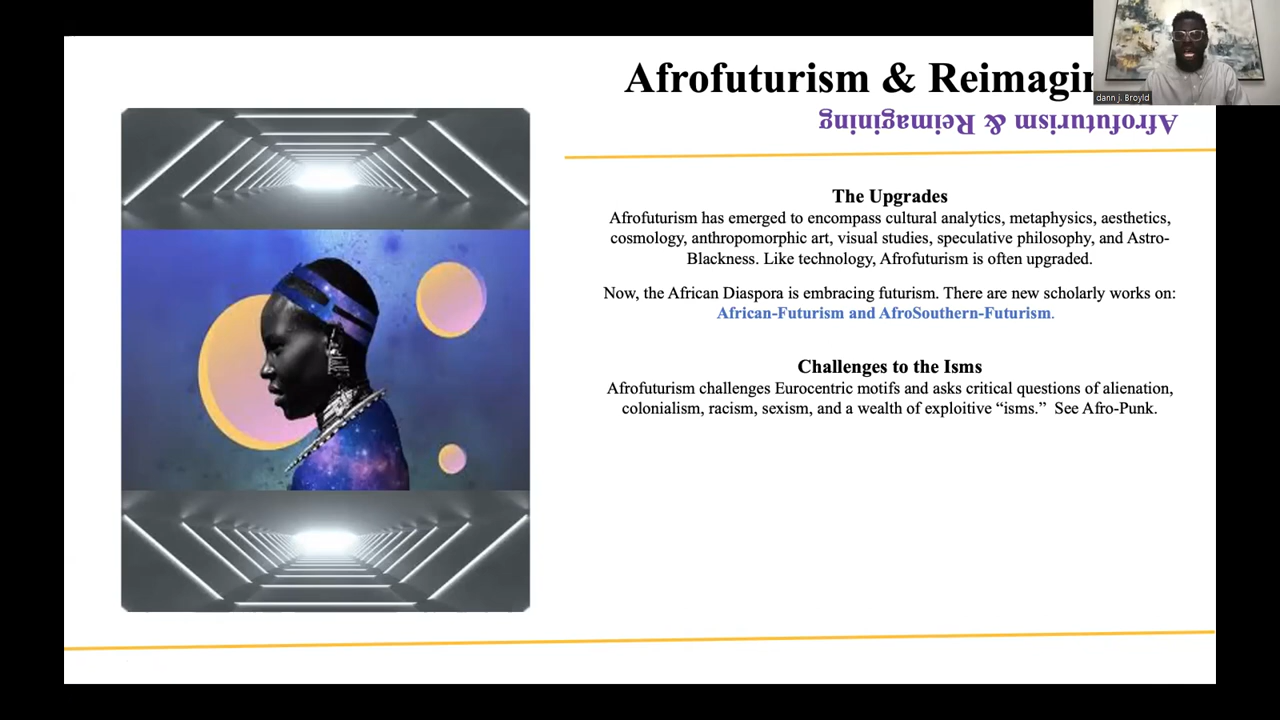 Afrofuturism & Reimagin
dann j. Broyld
Afrofuturism & Reimagining
The Upgrades
Afrofuturism has emerged to encompass cultural analytics, metaphysics, aesthetics,
cosmology, anthropomorphic art, visual studies, speculative philosophy, and Astro-
Blackness. Like technology, Afrofuturism is often upgraded.
Now, the African Diaspora is embracing futurism. There are new scholarly works on:
African-Futurism and AfroSouthern-Futurism.
Challenges to the Isms
Afrofuturism challenges Eurocentric motifs and asks critical questions of alienation,
colonialism, racism, sexism, and a wealth of exploitive “isms.”  See Afro-Punk.